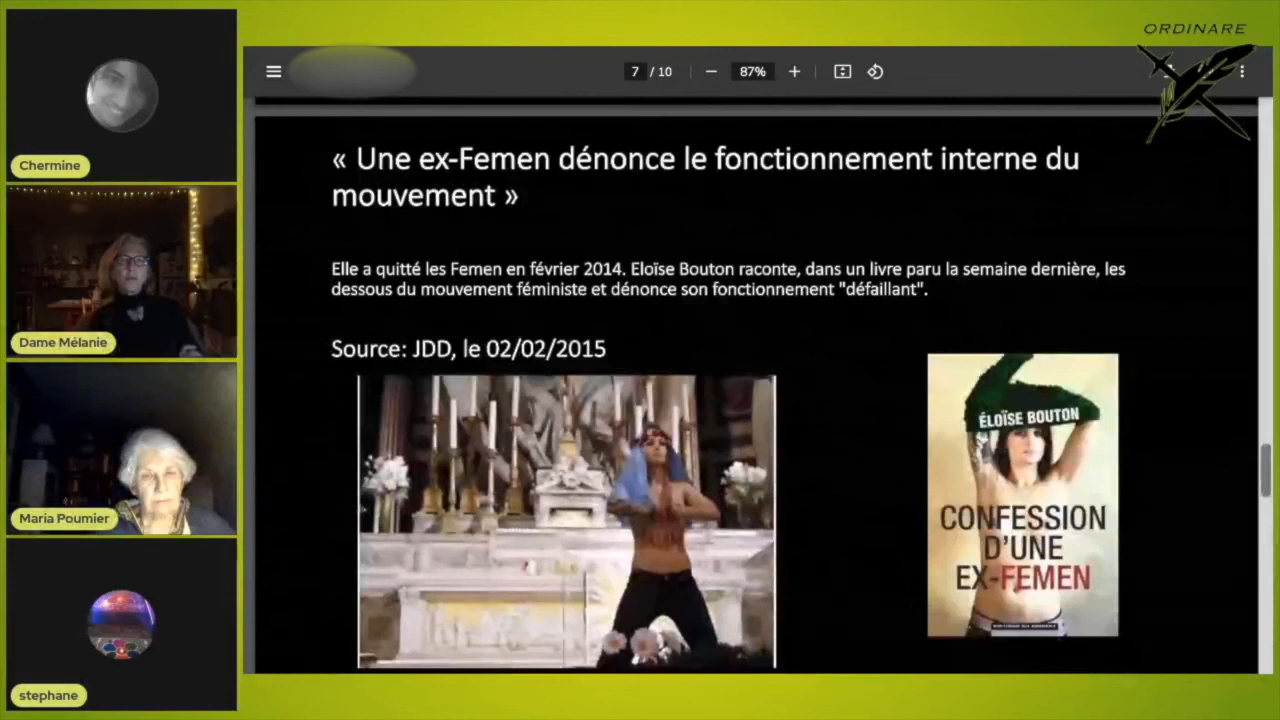 ORDINARE
7 / 10
87%
Chermine
« Une ex-Femen dénonce le fonctionnement interne du
mouvement »
Elle a quitté les Femen en février 2014. Eloïse Bouton raconte, dans un livre paru la semaine dernière, les
dessous du mouvement féministe et dénonce son fonctionnement "défaillant".
Dame Mélanie
Source: JDD, le 02/02/2015
ÉLOÏSE BOUTON
CONFESSION
D'UNE
EX-FEMEN
Maria Poumier
stephane